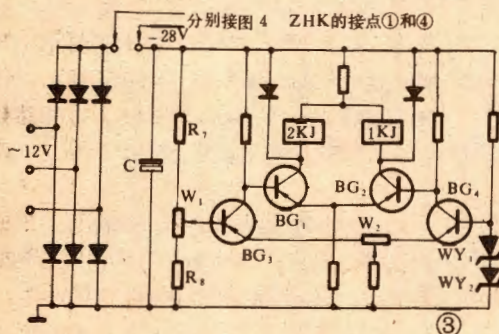 分别接图 4 ZHK的接点①和④
-28V
2KJ
1KJ
R₇
~12V
C
BG₂
BG₄
W₁
BG₁
W₂
BG₃
WY₁
R₈
WY₂
③